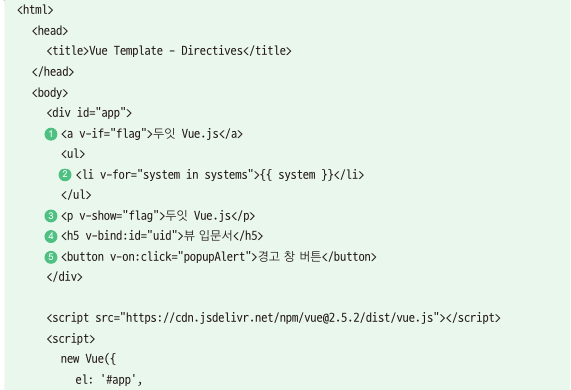 <html>
<head>
<title>Vue Template - Directives</title>
</head>
<body>
<div id="app">
1 <a v-if="flag">두잇 Vue.js</a>
<ul>
2 <li v-for="system in systems">{{ system }}</li>
</ul>
3 <p v-show="flag">두잇 Vue.js</p>
4 <h5 v-bind:id="uid">뷰 입문서</h5>
5 <button v-on:click="popupAlert">경고 창 버튼</button>
</div>
<script src="https://cdn.jsdelivr.net/npm/vue@2.5.2/dist/vue.js"></script>
<script>
new Vue({
el: '#app',